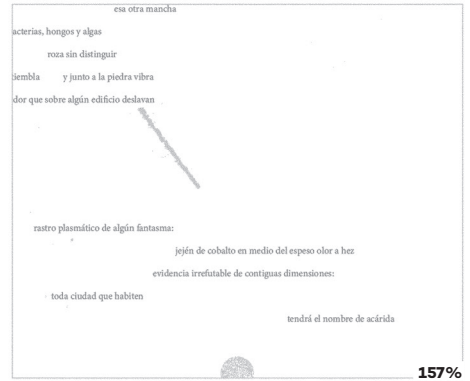 esa otra mancha
acterias, hongos y algas
roza sin distinguir
tiembla y junto a la piedra vibra
dor que sobre algún edificio deslavan
rastro plasmático de algún fantasma:
jején de cobalto en medio del espeso olor a hez
evidencia irrefutable de contiguas dimensiones:
toda ciudad que habiten
tendrá el nombre de acárida
157%